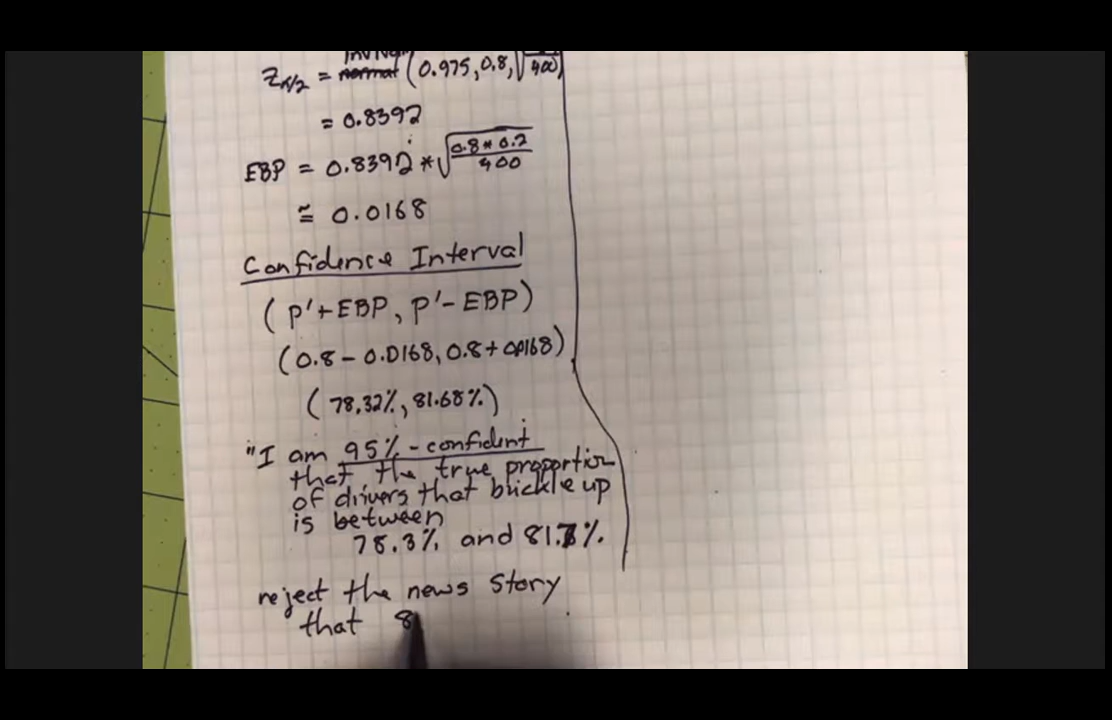 invNorm
Zα/2 = normal (0.975, 0.8, √ /400)
= 0.8392
EBP = 0.8392 * √0.8 * 0.2/400
≅ 0.0168
Confidence Interval
( p'+EBP, p'- EBP)
(0.8 - 0.0168, 0.8 + 0.0168)
( 78.32%, 81.68%)
"I am 95% - confident
that the true proportion
of drivers that buckle up
is between
78.3% and 81.7%.
reject the news story
that 8